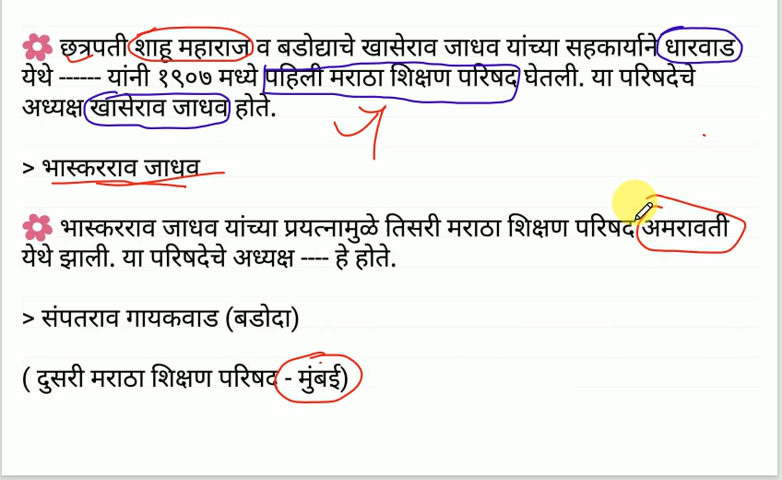 छत्रपती शाहू महाराज व बडोद्याचे खासेराव जाधव यांच्या सहकार्याने धारवाड
येथे ------ यांनी १९०७ मध्ये पहिली मराठा शिक्षण परिषद घेतली. या परिषदेचे
अध्यक्ष खासेराव जाधव होते.
> भास्करराव जाधव
भास्करराव जाधव यांच्या प्रयत्नामुळे तिसरी मराठा शिक्षण परिषद अमरावती
येथे झाली. या परिषदेचे अध्यक्ष ---- हे होते.
> संपतराव गायकवाड (बडोदा)
( दुसरी मराठा शिक्षण परिषद - मुंबई)